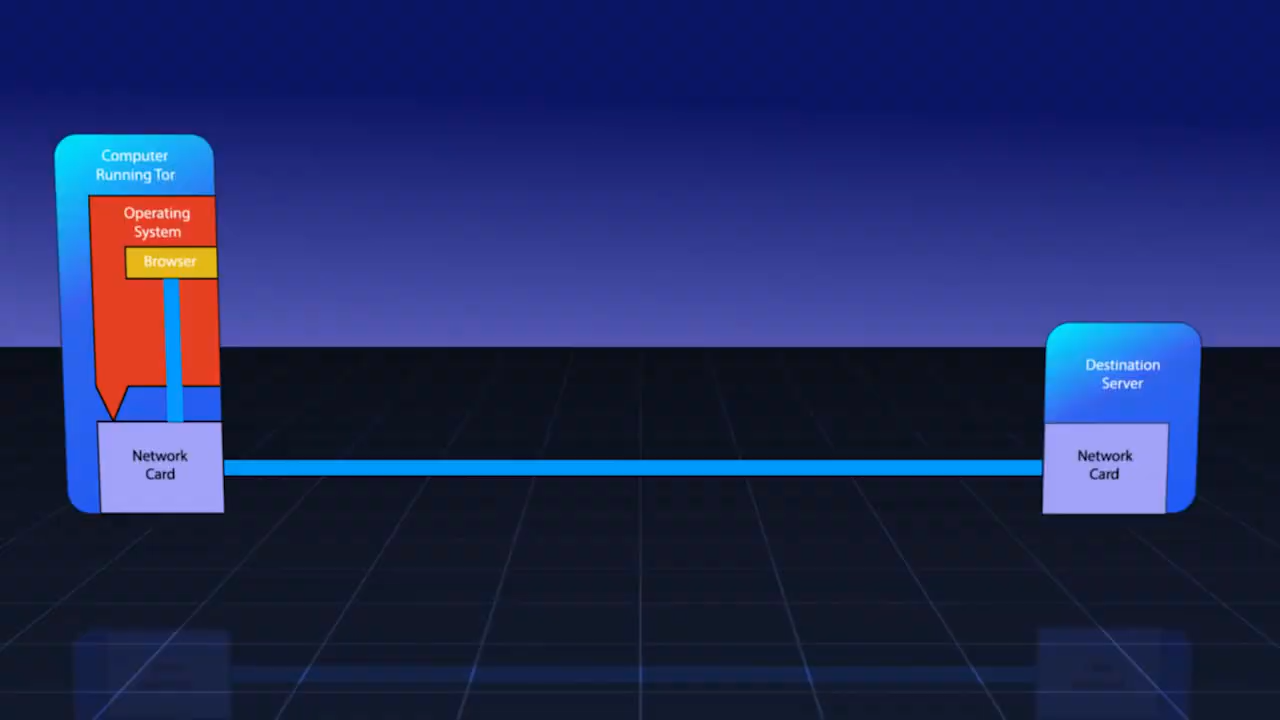 Computer
Running Tor
Operating
System
Browser
Network
Card
Destination
Server
Network
Card